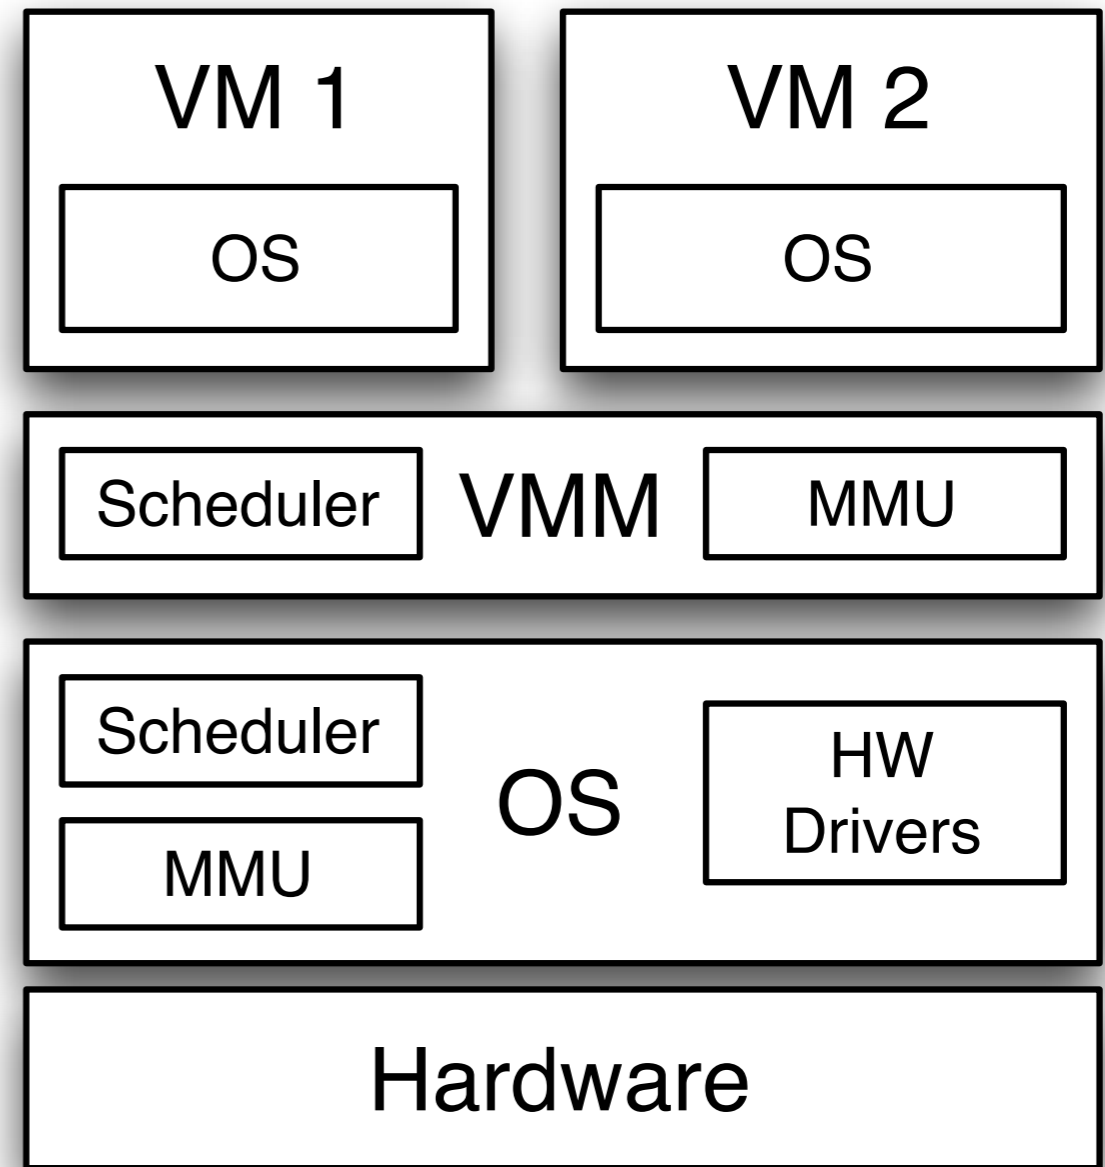 VM 1
VM 2
OS
OS
Scheduler
VMM
MMU
Scheduler
MMU
OS
HW
Drivers
Hardware